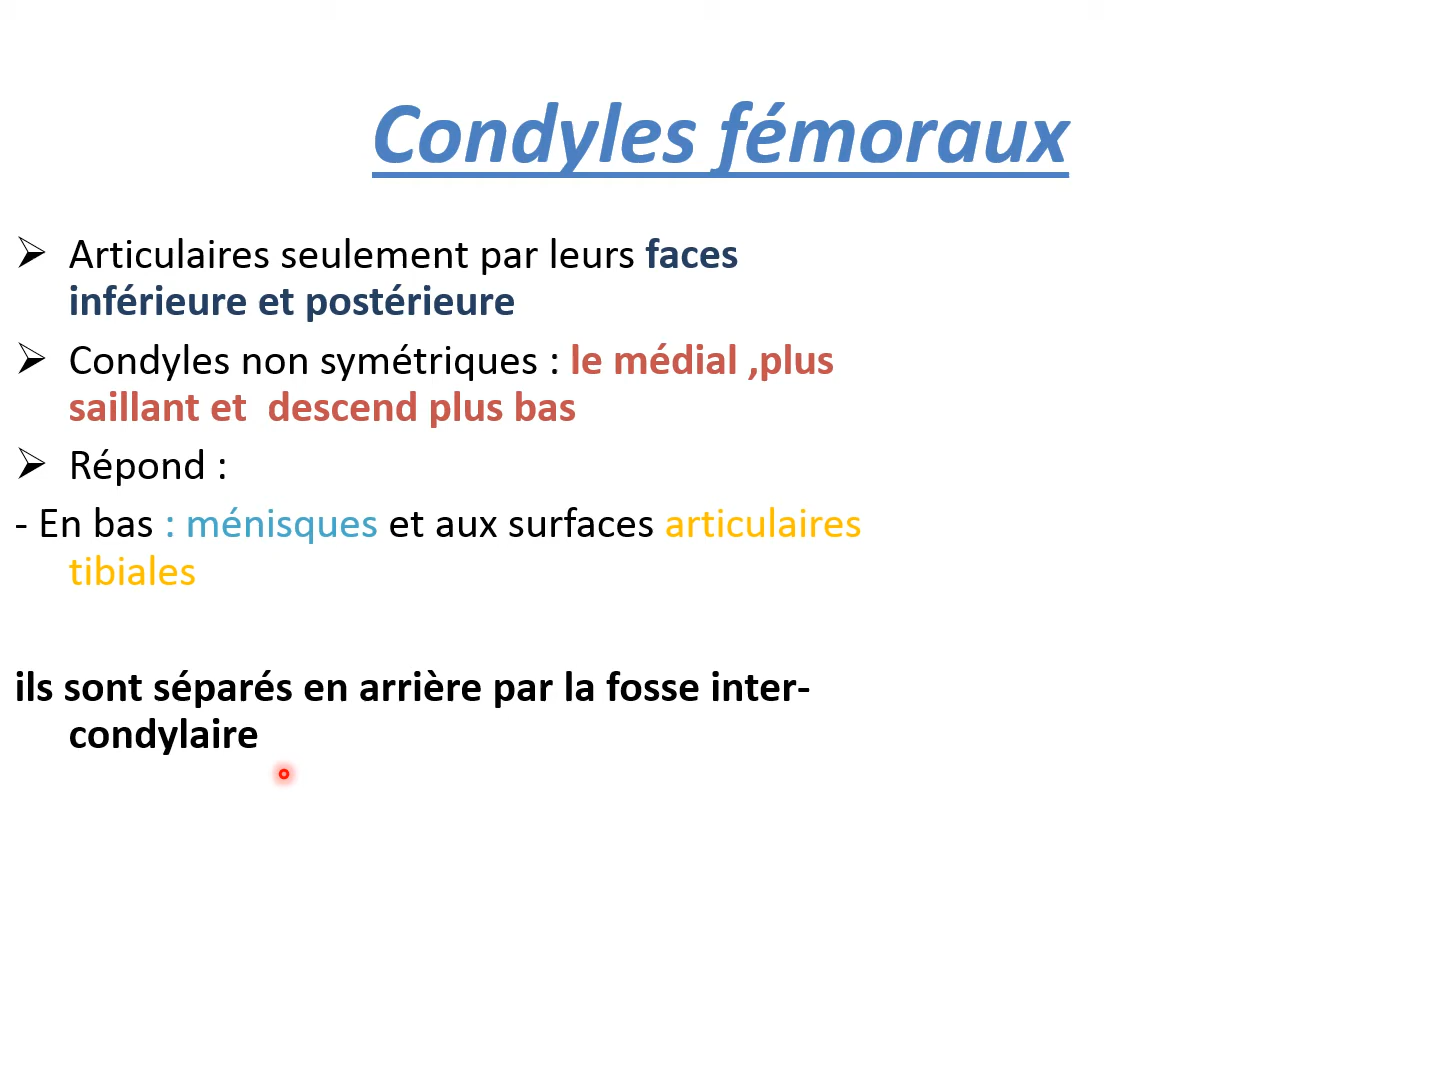 Condyles fémoraux
➢ Articulaires seulement par leurs faces
inférieure et postérieure
➢ Condyles non symétriques : le médial ,plus
saillant et  descend plus bas
➢ Répond :
- En bas : ménisques et aux surfaces articulaires
tibiales
ils sont séparés en arrière par la fosse inter-
condylaire